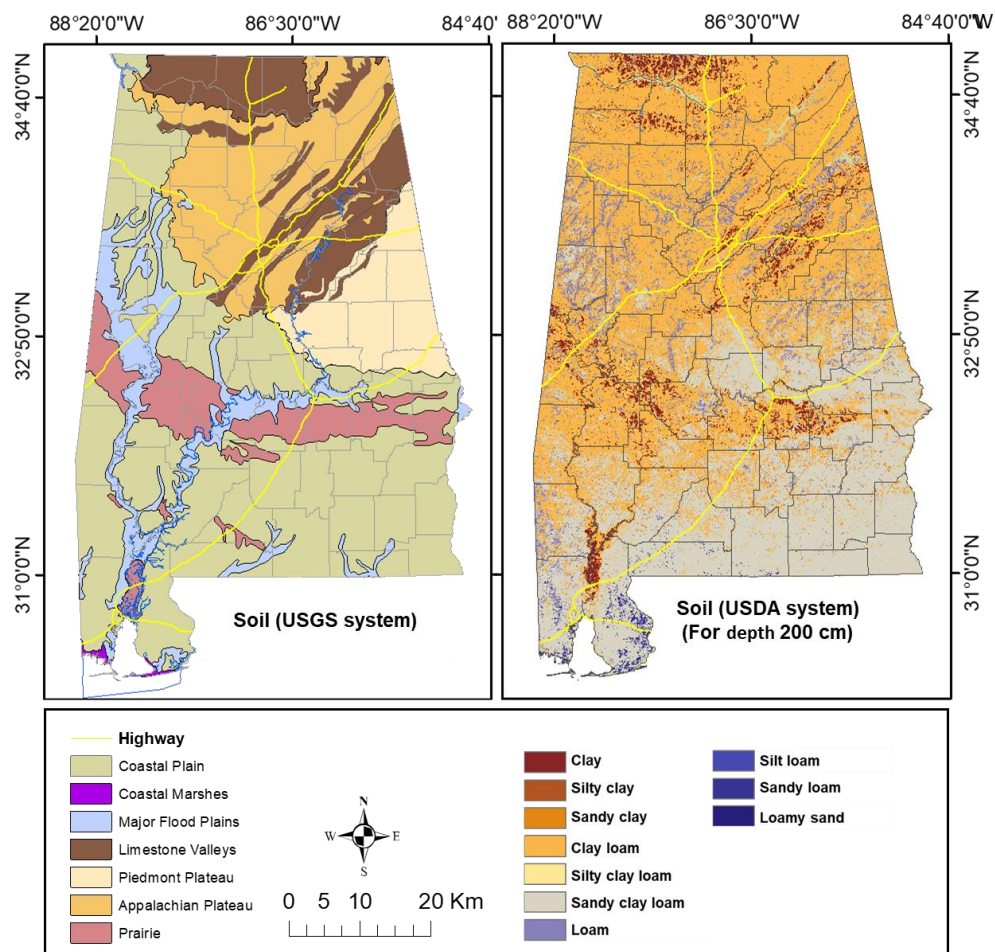 88°20'0"W 86°30'0"W 84°40' 88°20'0"W 86°30'0"W 84°40'0"W
34°40'0"N 34°40'0"N
32°50'0"N 32°50'0"N
31°0'0"N 31°0'0"N
Soil (USGS system)
Soil (USDA system)
(For depth 200 cm)
Highway
Coastal Plain
Coastal Marshes
Major Flood Plains
Limestone Valleys
Piedmont Plateau
Appalachian Plateau
Prairie
N
W E
S
0 5 10 20 Km
Clay
Silty clay
Sandy clay
Clay loam
Silty clay loam
Sandy clay loam
Loam
Silt loam
Sandy loam
Loamy sand